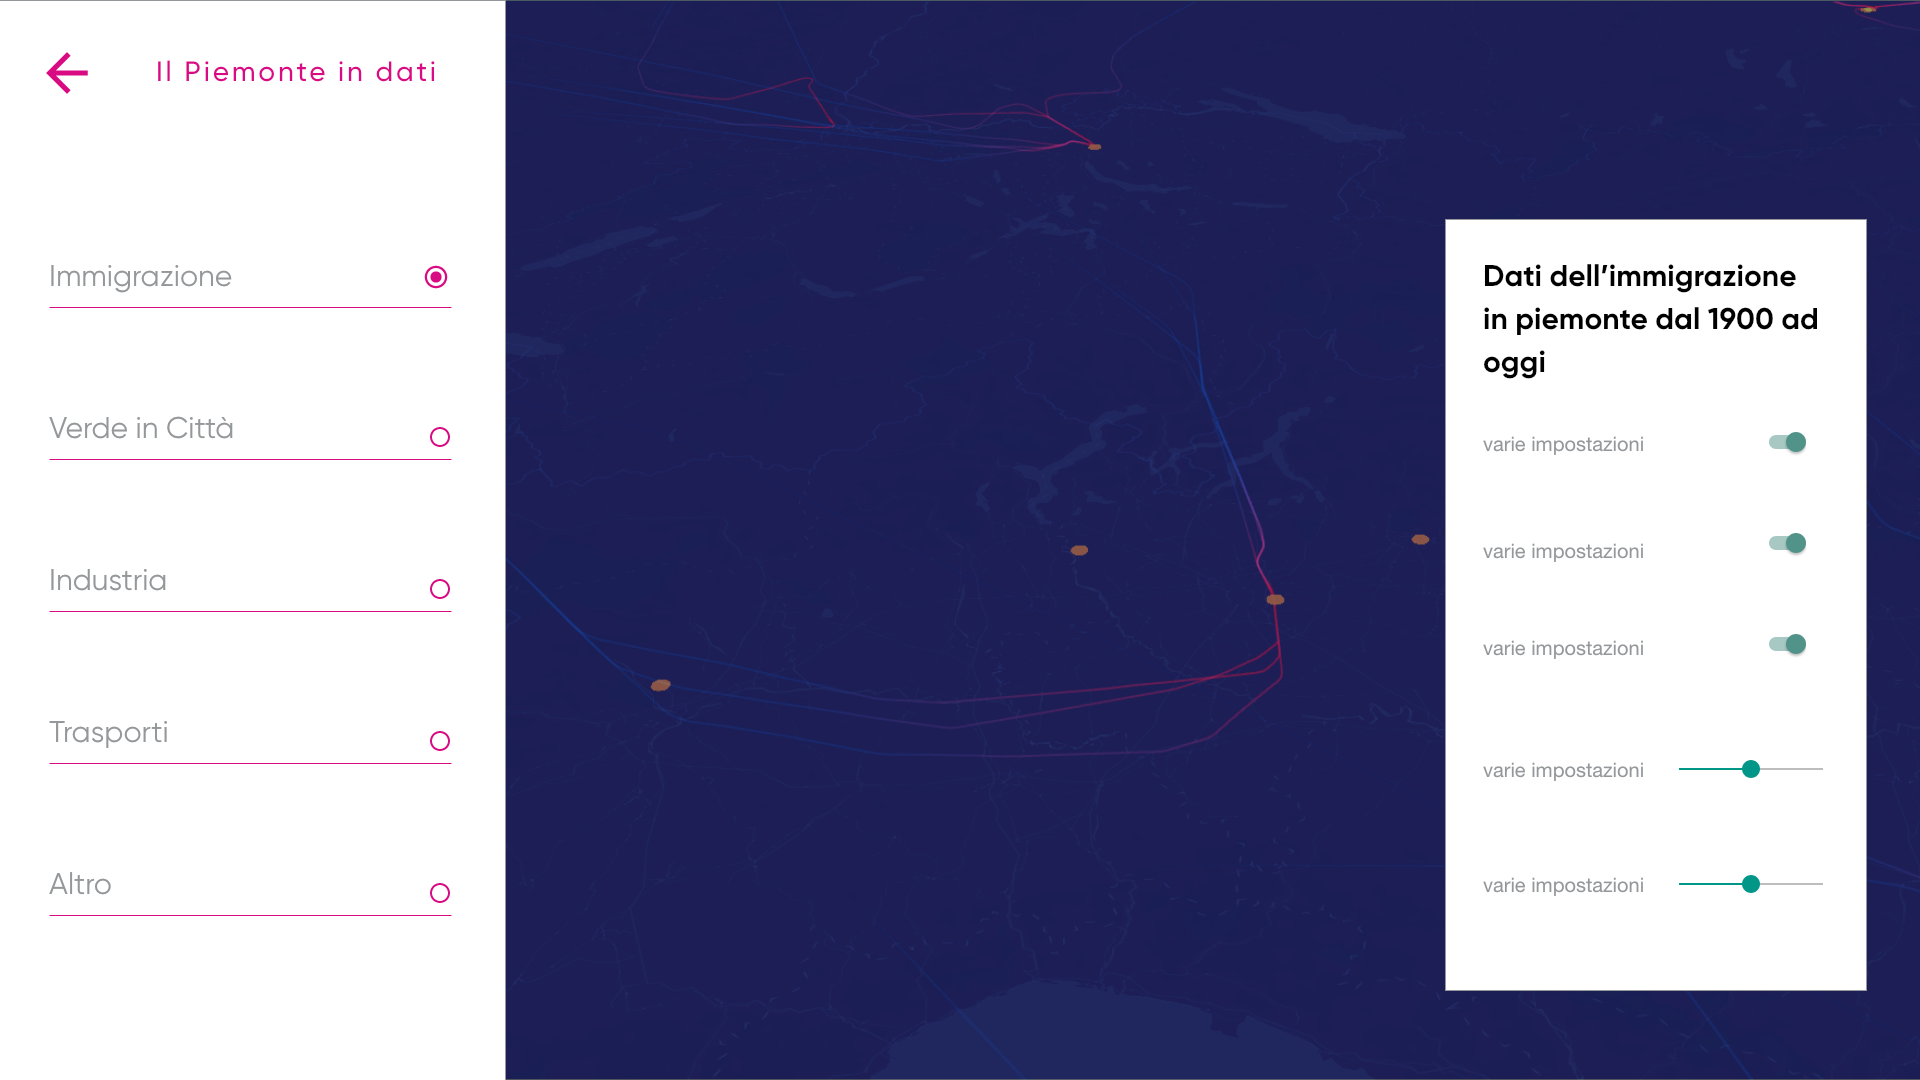 Il Piemonte in dati
Immigrazione
Verde in Città
Industria
Trasporti
Altro
Dati dell’immigrazione
in piemonte dal 1900 ad
oggi
varie impostazioni
varie impostazioni
varie impostazioni
varie impostazioni
varie impostazioni